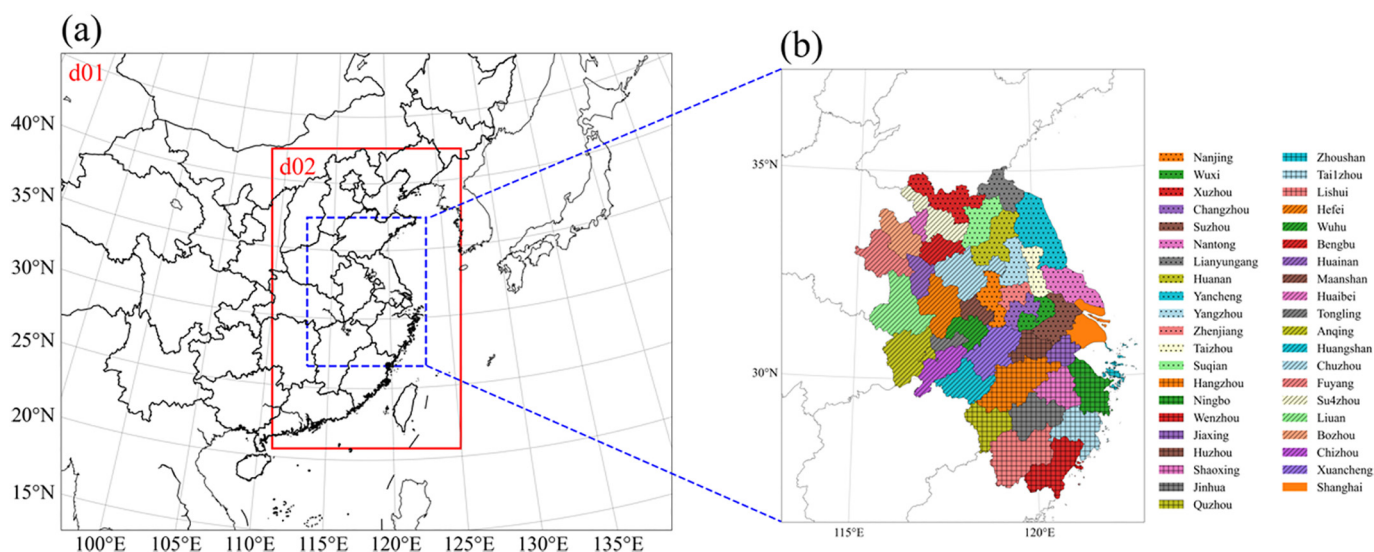 (a)
d01
d02
40°N
35°N
30°N
25°N
20°N
15°N
100°E 105°E 110°E 115°E 120°E 125°E 130°E 135°E
(b)
35°N
30°N
115°E 120°E
Nanjing
Wuxi
Xuzhou
Changzhou
Suzhou
Nantong
Lianyungang
Hunan
Yancheng
Yangzhou
Zhenjiang
Taizhou
Suqian
Hangzhou
Ningbo
Wenzhou
Jiaxing
Huzhou
Shaoxing
Jinhua
Quzhou
Zhoushan
Tai1zhou
Lishui
Hefei
Wuhu
Bengbu
Huainan
Maanshan
Huaibei
Tongling
Anqing
Huangshan
Chuzhou
Fuyang
Su4zhou
Liuan
Bozhou
Chizhou
Xuancheng
Shanghai